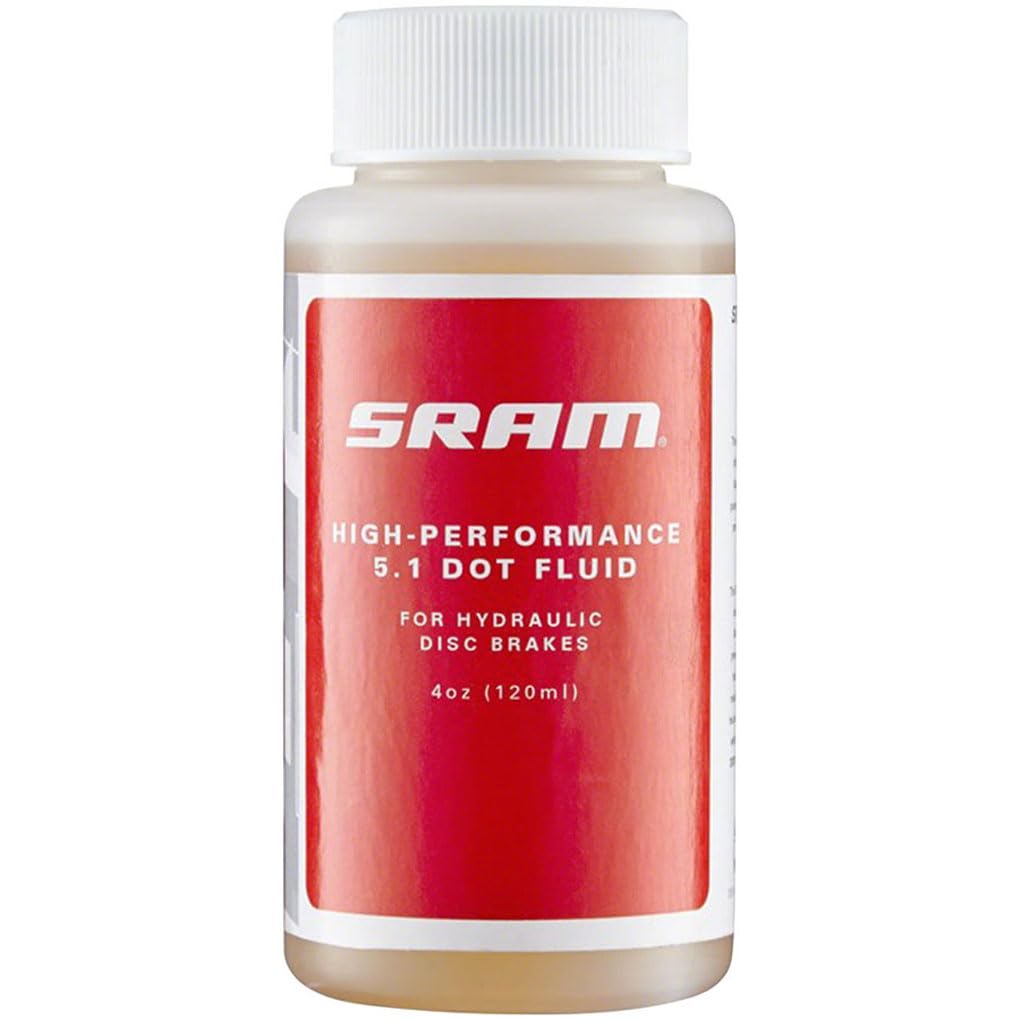 SRAM®
HIGH-PERFORMANCE
5.1 DOT FLUID
FOR HYDRAULIC
DISC BRAKES
4oz (120ml)